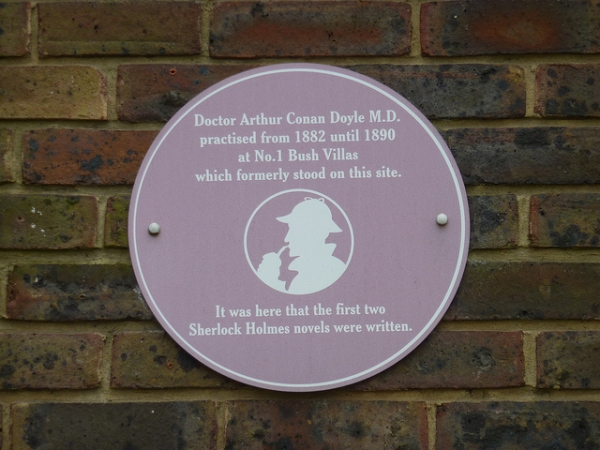 Doctor Arthur Conan Doyle M.D.
practised from 1882 until 1890
at No.1 Bush Villas
which formerly stood on this site.
It was here that the first two
Sherlock Holmes novels were written.